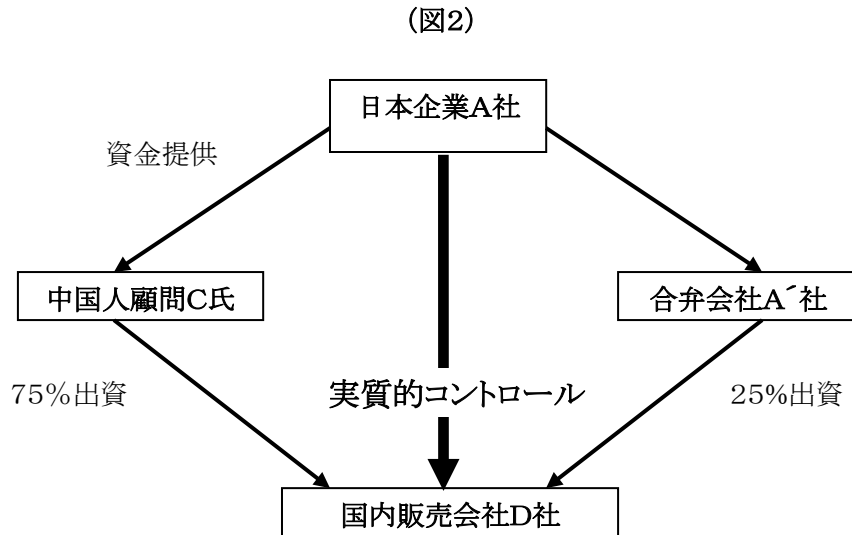 (図2)
日本企業A社
資金提供
中国人顧問C氏
合弁会社A´社
75%出資
実質的コントロール
25%出資
国内販売会社D社